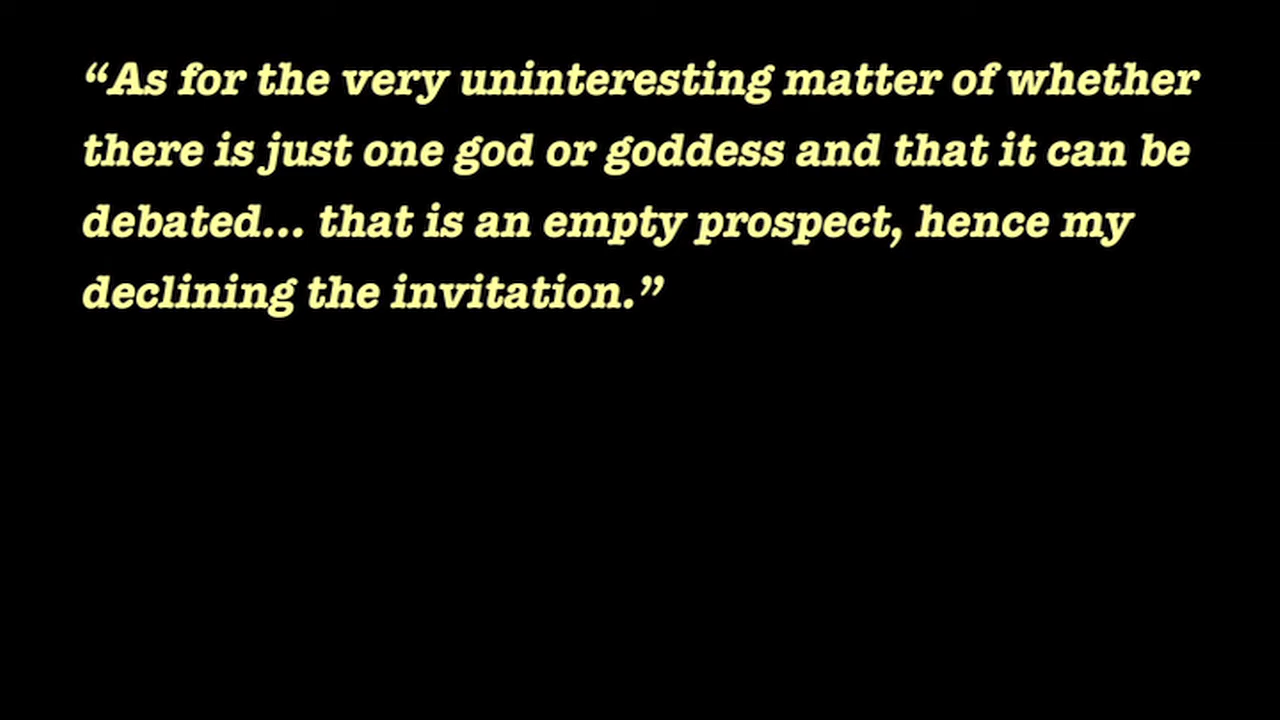 “As for the very uninteresting matter of whether
there is just one god or goddess and that it can be
debated... that is an empty prospect, hence my
declining the invitation.”